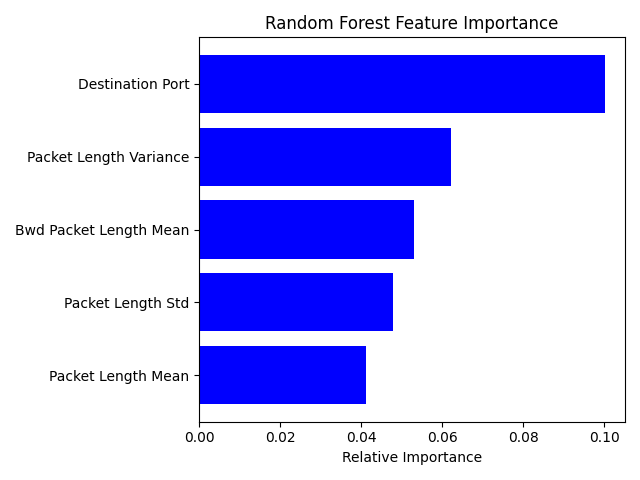 Random Forest Feature Importance
Destination Port
Packet Length Variance
Bwd Packet Length Mean
Packet Length Std
Packet Length Mean
0.00 0.02 0.04 0.06 0.08 0.10
Relative Importance